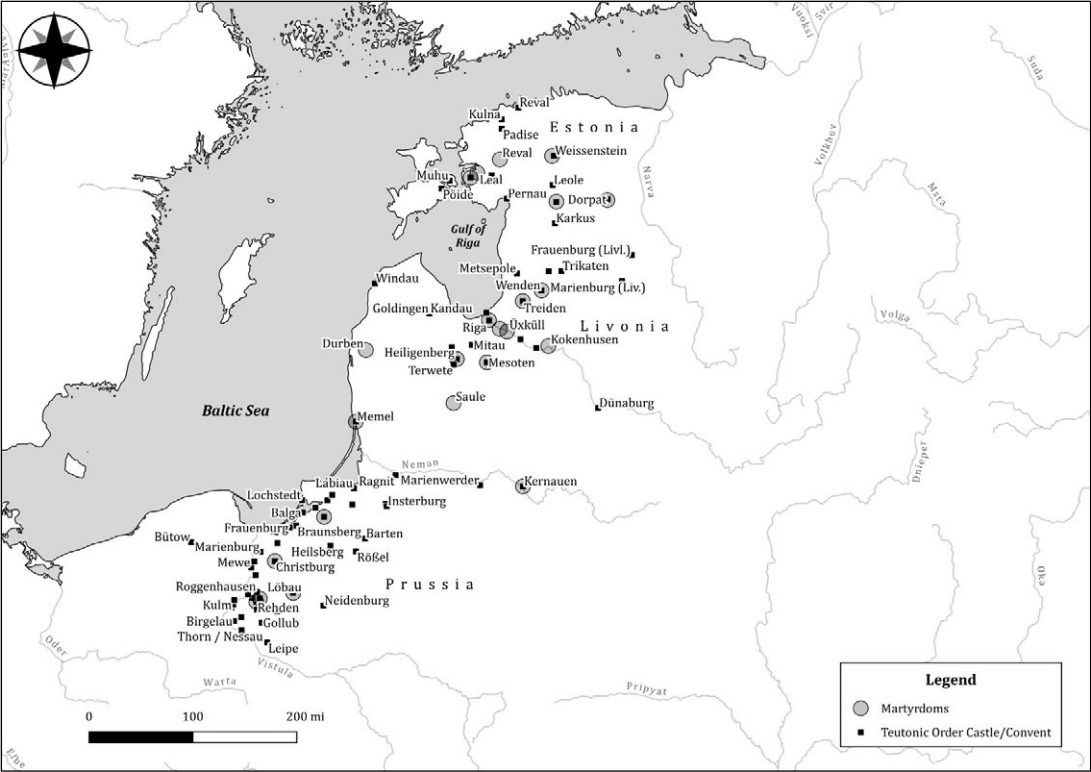 Vuoksi
Svir
Suda
Reval
Kulna
Padise
Estonia
Reval
Weissenstein
Volkhov
Narva
Msta
Muhu
Leal
Pöide
Leole
Pernau
Dorpat
Karkus
Gulf of
Riga
Frauenburg (Livl.)
Metsepole
Trikaten
Windau
Wenden
Marienburg (Liv.)
Treiden
Goldingen
Kandau
Riga
Üxküll
Livonia
Volga
Durben
Mitau
Kokenhusen
Heiligenberg
Terwete
Mesoten
Saule
Dünaburg
Baltic Sea
Memel
Neman
Dnieper
Labiau
Ragnit
Marienwerder
Kernauen
Lochstedt
Insterburg
Balga
Frauenburg
Braunsberg
Barten
Bütow
Marienburg
Heilsberg
Rößel
Mewe
Christburg
Oka
Roggenhausen
Löbau
Prussia
Kulm
Rehden
Neidenburg
Birgelau
Gollub
Thorn / Nessau
Leipe
Oder
Vistula
Warta
Pripyat
Legend
Martyrdoms
Teutonic Order Castle/Convent
0
100
200 mi
Elbe